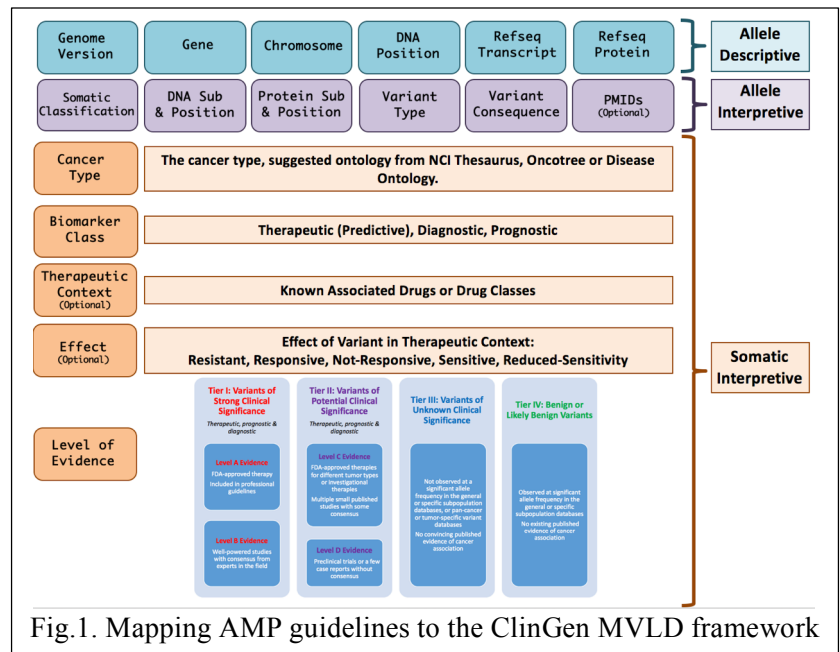 Genome Version
Gene
Chromosome
DNA Position
Refseq Transcript
Refseq Protein
Allele Descriptive
Somatic Classification
DNA Sub & Position
Protein Sub & Position
Variant Type
Variant Consequence
PMIDs (Optional)
Allele Interpretive
Cancer Type
The cancer type, suggested ontology from NCI Thesaurus, Oncotree or Disease
Ontology.
Biomarker Class
Therapeutic (Predictive), Diagnostic, Prognostic
Therapeutic Context (Optional)
Known Associated Drugs or Drug Classes
Effect (Optional)
Effect of Variant in Therapeutic Context:
Resistant, Responsive, Not-Responsive, Sensitive, Reduced-Sensitivity
Somatic Interpretive
Level of Evidence
Tier I: Variants of
Strong Clinical
Significance
Therapeutic, prognostic &
diagnostic
Level A Evidence
FDA-approved therapy
Included in professional
guidelines
Level B Evidence
Well-powered studies
with consensus from
experts in the field
Tier II: Variants of
Potential Clinical
Significance
Therapeutic, prognostic &
diagnostic
Level C Evidence
FDA-approved therapies
for different tumor types
or investigational
therapies
Multiple small published
studies with some
consensus
Level D Evidence
Preclinical trials or a few
case reports without
consensus
Tier III: Variants of
Unknown Clinical
Significance
Not observed at a
significant allele
frequency in the general
or specific subpopulation
databases, or pan-cancer
or tumor-specific variant
databases
No convincing published
evidence of cancer
association
Tier IV: Benign or
Likely Benign Variants
Observed at significant
allele frequency in the
general or specific
subpopulation databases
No existing published
evidence of cancer
association
Fig.1. Mapping AMP guidelines to the ClinGen MVLD framework